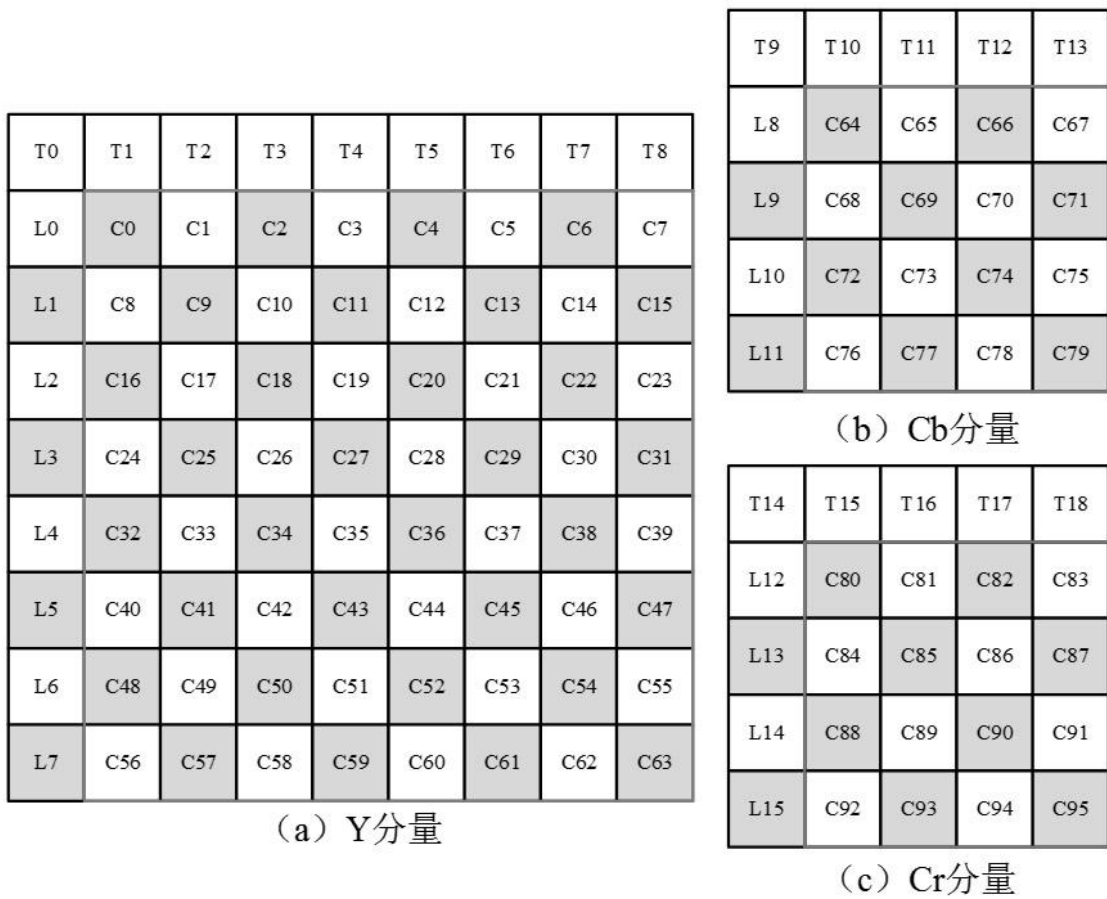 T0 T1 T2 T3 T4 T5 T6 T7 T8
L0 C0 C1 C2 C3 C4 C5 C6 C7
L1 C8 C9 C10 C11 C12 C13 C14 C15
L2 C16 C17 C18 C19 C20 C21 C22 C23
L3 C24 C25 C26 C27 C28 C29 C30 C31
L4 C32 C33 C34 C35 C36 C37 C38 C39
L5 C40 C41 C42 C43 C44 C45 C46 C47
L6 C48 C49 C50 C51 C52 C53 C54 C55
L7 C56 C57 C58 C59 C60 C61 C62 C63
（a）Y分量
T9 T10 T11 T12 T13
L8 C64 C65 C66 C67
L9 C68 C69 C70 C71
L10 C72 C73 C74 C75
L11 C76 C77 C78 C79
（b）Cb分量
T14 T15 T16 T17 T18
L12 C80 C81 C82 C83
L13 C84 C85 C86 C87
L14 C88 C89 C90 C91
L15 C92 C93 C94 C95
（c）Cr分量